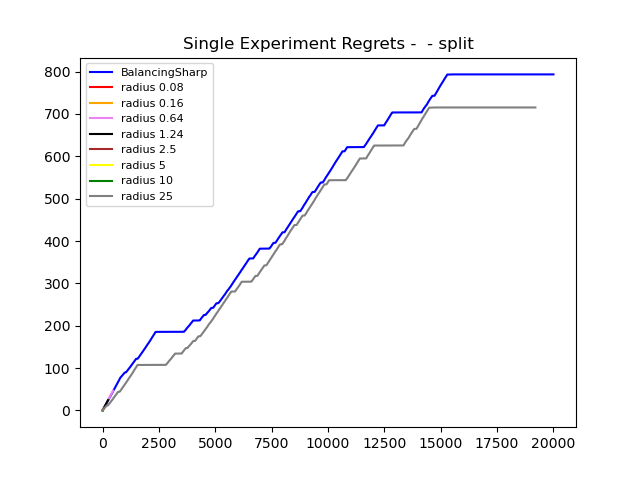 Single Experiment Regrets -  - split
800
700
600
500
400
300
200
100
0
BalancingSharp
radius 0.08
radius 0.16
radius 0.64
radius 1.24
radius 2.5
radius 5
radius 10
radius 25
0 2500 5000 7500 10000 12500 15000 17500 20000